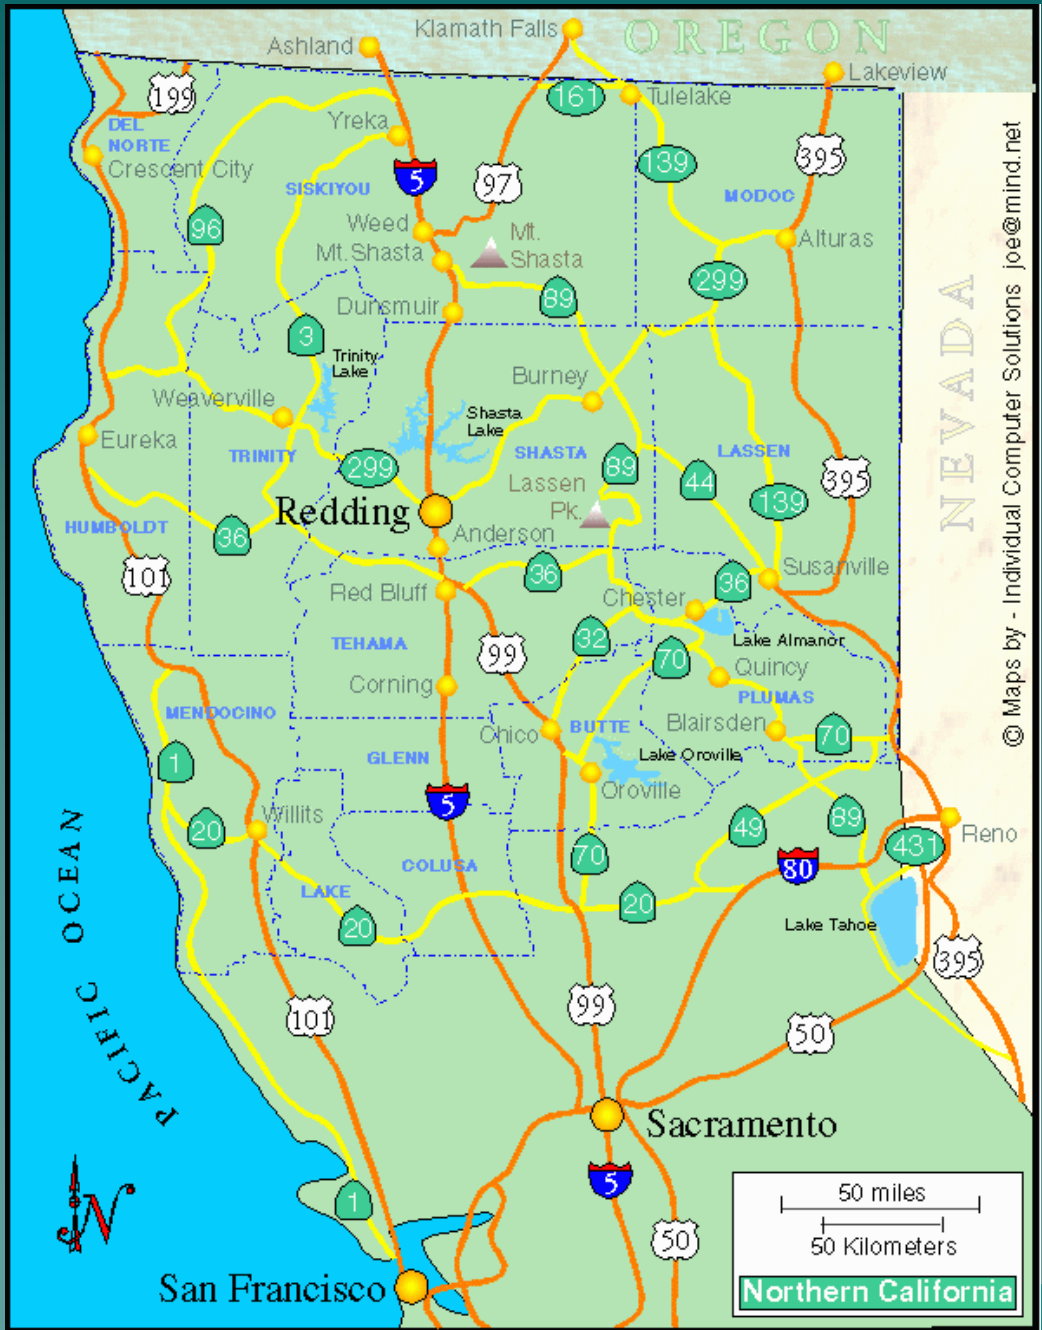 Klamath Falls
OREGON
Ashland
Lakeview
199
161
Tulelake
DEL
NORTE
Yreka
Crescent City
SISKIYOU
5
97
139
395
MODOC
96
Weed
Mt. Shasta
Mt.
Shasta
Alturas
299
89
Dunsmuir
3
Trinity
Lake
NEVADA
© Maps by - Individual Computer Solutions joe@mind.net
Weaverville
Burney
Shasta
Lake
Eureka
TRINITY
299
SHASTA
LASSEN
89
44
395
Lassen
Pk.
139
Redding
HUMBOLDT
36
Anderson
101
Red Bluff
36
36
Susanville
Chester
TEHAMA
99
32
Lake Almanor
70
Quincy
Corning
PLUMAS
MENDOCINO
Chico
BUTTE
Blairsden
70
1
GLENN
Lake Oroville
Oroville
5
20
Willits
49
89
Reno
431
70
80
COLUSA
LAKE
20
20
Lake Tahoe
395
PACIFIC OCEAN
101
99
50
Sacramento
5
1
50
N
San Francisco
50 miles
50 Kilometers
Northern California